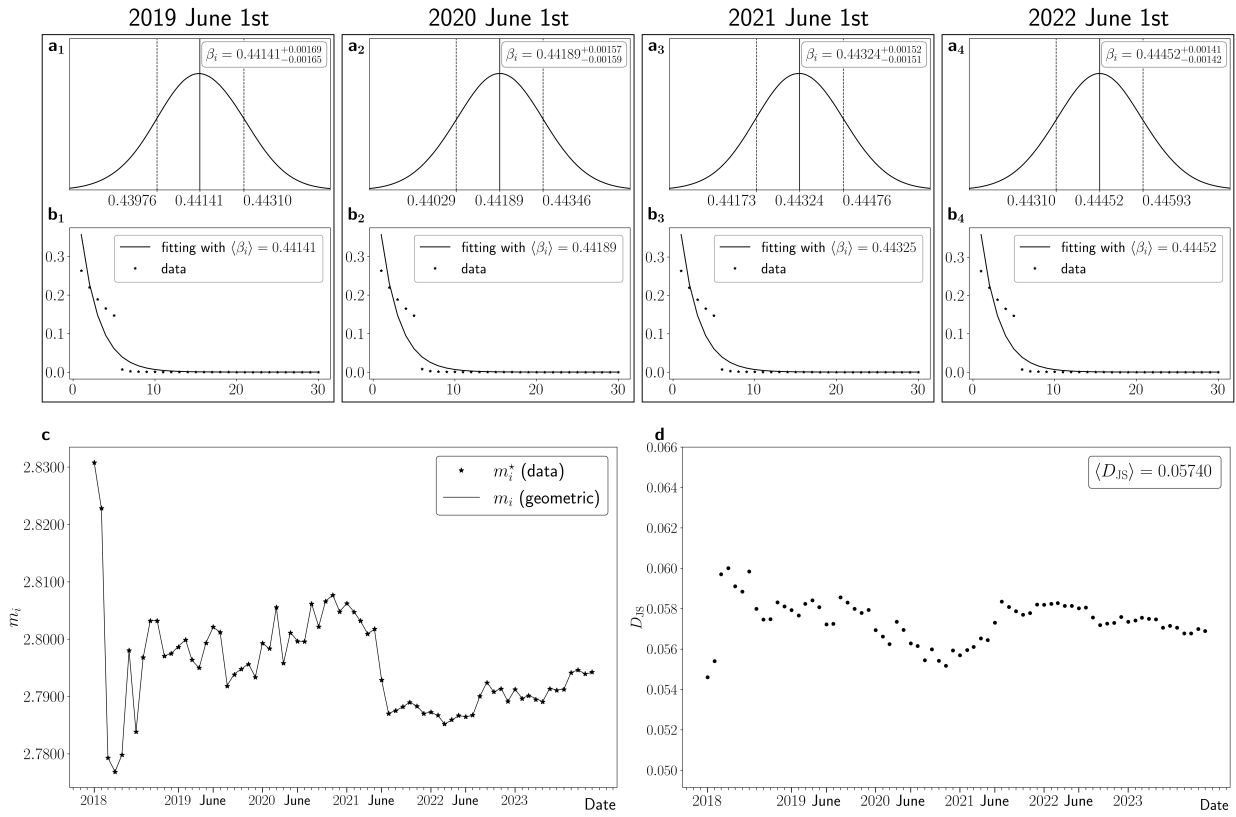 2019 June 1st
2020 June 1st
2021 June 1st
2022 June 1st
a₁
βᵢ = 0.44141 +0.00169 −0.00165
0.43976 0.44141 0.44310
a₂
βᵢ = 0.44189 +0.00157 −0.00159
0.44029 0.44189 0.44346
a₃
βᵢ = 0.44324 +0.00152 −0.00151
0.44173 0.44324 0.44476
a₄
βᵢ = 0.44452 +0.00141 −0.00142
0.44310 0.44452 0.44593
b₁
fitting with ⟨βᵢ⟩ = 0.44141
data
0.3
0.2
0.1
0.0
0 10 20 30
b₂
fitting with ⟨βᵢ⟩ = 0.44189
data
0.3
0.2
0.1
0.0
0 10 20 30
b₃
fitting with ⟨βᵢ⟩ = 0.44325
data
0.3
0.2
0.1
0.0
0 10 20 30
b₄
fitting with ⟨βᵢ⟩ = 0.44452
data
0.3
0.2
0.1
0.0
0 10 20 30
c
mᵢ* (data)
mᵢ (geometric)
2.8300
2.8200
2.8100
2.8000
2.7900
2.7800
mᵢ
2018 2019 June 2020 June 2021 June 2022 June 2023
Date
d
⟨D_JS⟩ = 0.05740
0.066
0.064
0.062
0.060
0.058
0.056
0.054
0.052
0.050
D_JS
2018 2019 June 2020 June 2021 June 2022 June 2023
Date